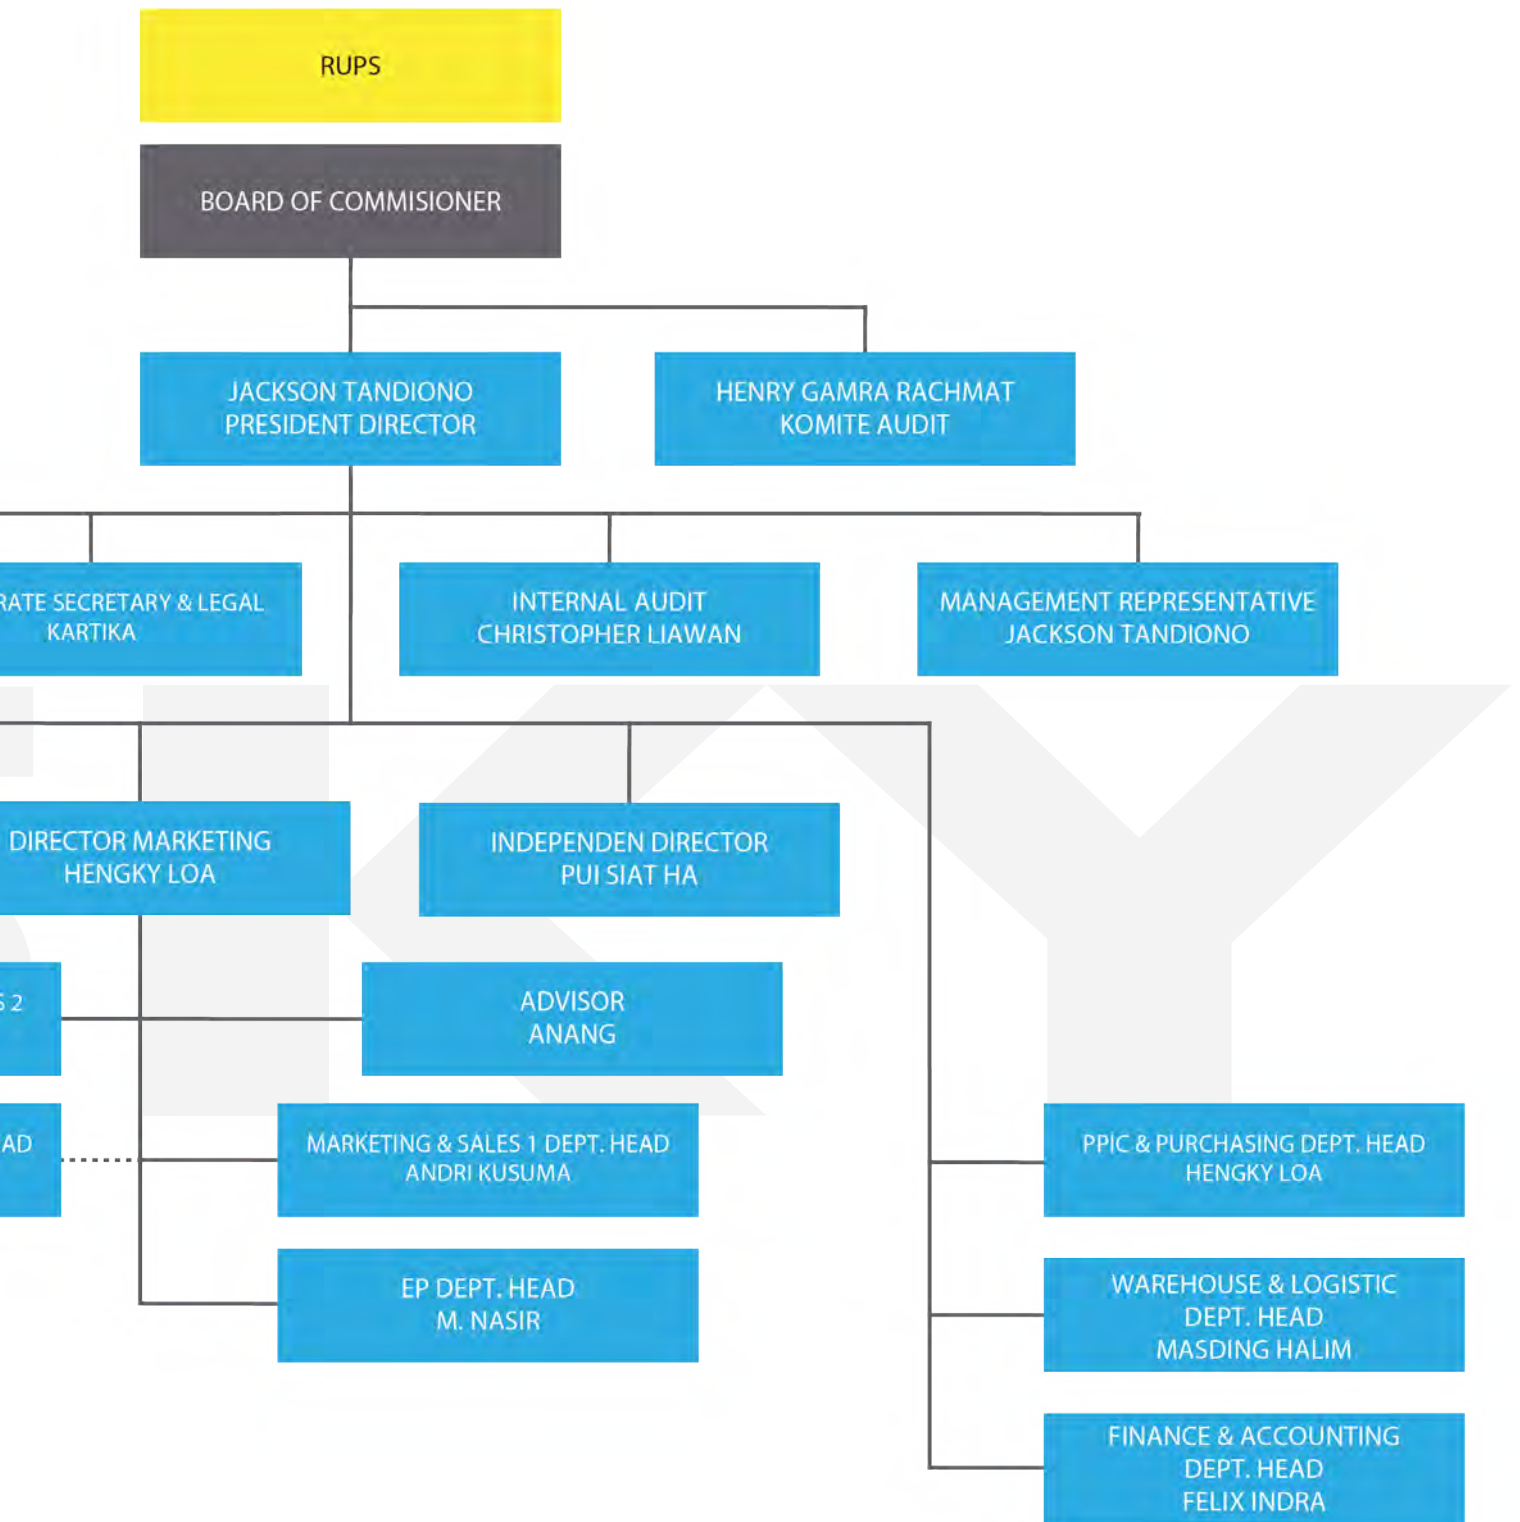 RUPS
BOARD OF COMMISIONER
JACKSON TANDIONO
PRESIDENT DIRECTOR
HENRY GAMRA RACHMAT
KOMITE AUDIT
RATE SECRETARY & LEGAL
KARTIKA
INTERNAL AUDIT
CHRISTOPHER LIAWAN
MANAGEMENT REPRESENTATIVE
JACKSON TANDIONO
DIRECTOR MARKETING
HENGKY LOA
INDEPENDEN DIRECTOR
PUI SIAT HA
S 2
ADVISOR
ANANG
AD
MARKETING & SALES 1 DEPT. HEAD
ANDRI KUSUMA
PPIC & PURCHASING DEPT. HEAD
HENGKY LOA
EP DEPT. HEAD
M. NASIR
WAREHOUSE & LOGISTIC
DEPT. HEAD
MASDING HALIM
FINANCE & ACCOUNTING
DEPT. HEAD
FELIX INDRA